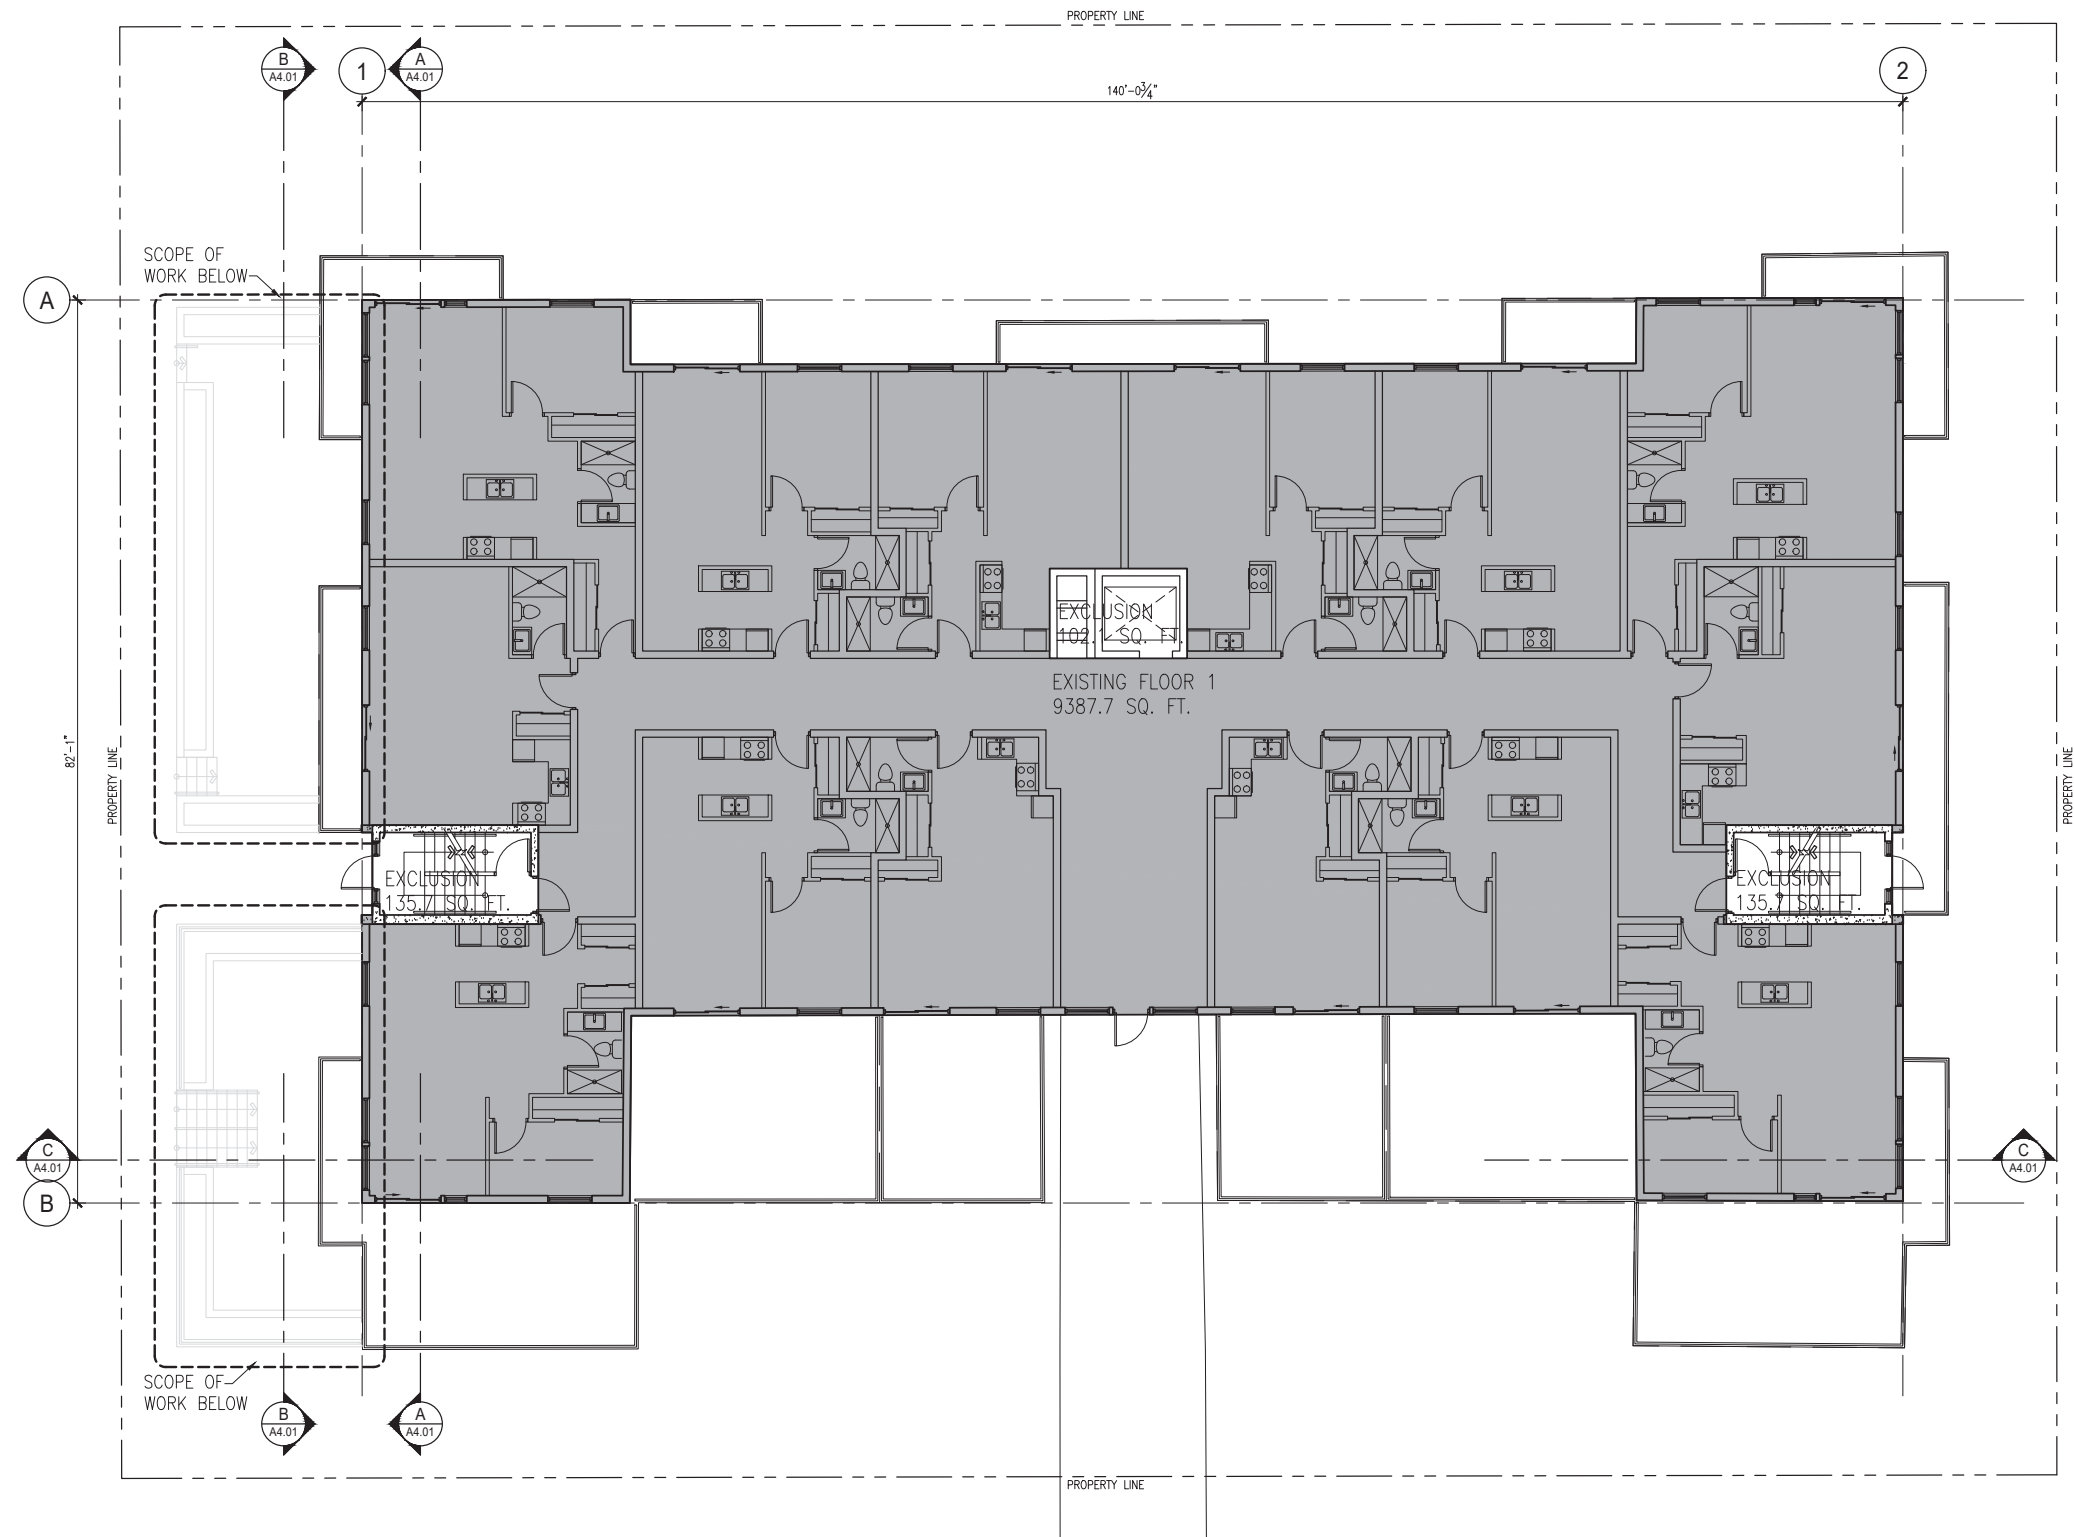 PROPERTY LINE
B
A4.01
1
A
A4.01
2
140'-0¾"
SCOPE OF
WORK BELOW
A
EXCLUSION
102.1 SQ. FT.
EXISTING FLOOR 1
9387.7 SQ. FT.
82'-1"
PROPERTY LINE
PROPERTY LINE
EXCLUSION
135.7 SQ. FT.
EXCLUSION
135.7 SQ. FT.
C
A4.01
C
A4.01
B
SCOPE OF
WORK BELOW
B
A4.01
A
A4.01
PROPERTY LINE